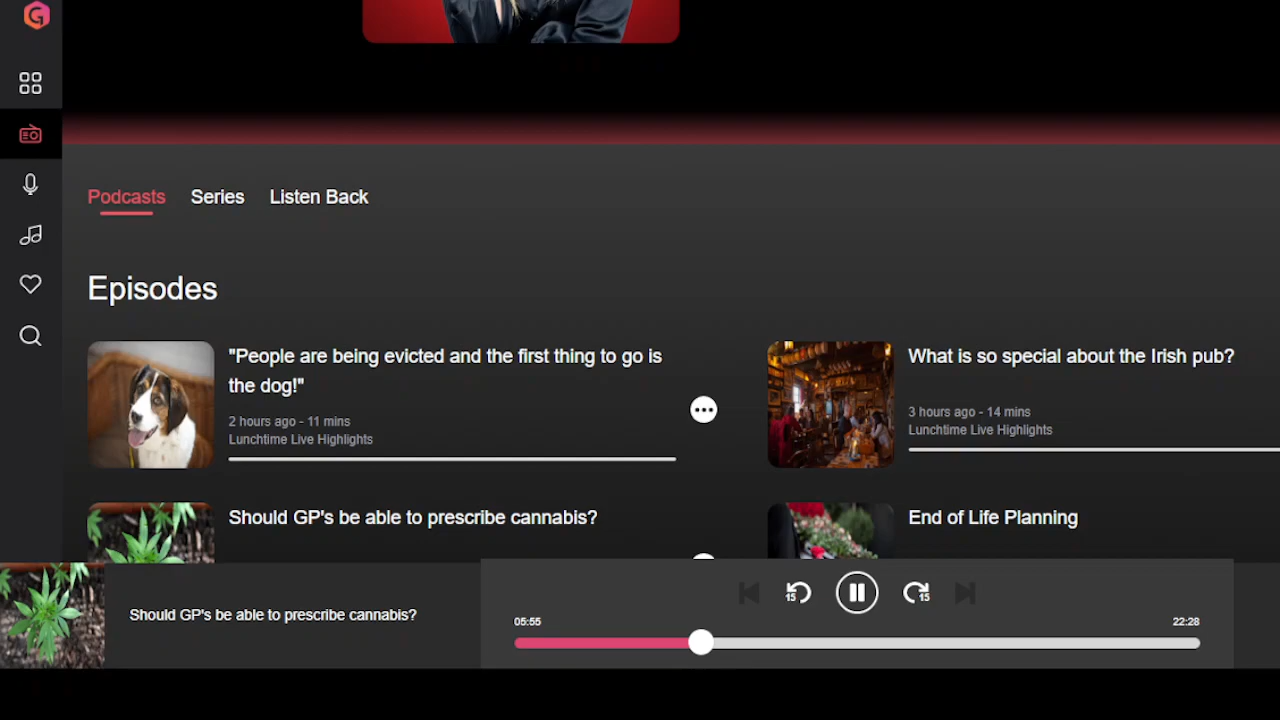 G
Podcasts Series Listen Back
Episodes
"People are being evicted and the first thing to go is
the dog!"
2 hours ago - 11 mins
Lunchtime Live Highlights
What is so special about the Irish pub?
3 hours ago - 14 mins
Lunchtime Live Highlights
Should GP's be able to prescribe cannabis?
End of Life Planning
Should GP's be able to prescribe cannabis?
15 15
05:55 22:28